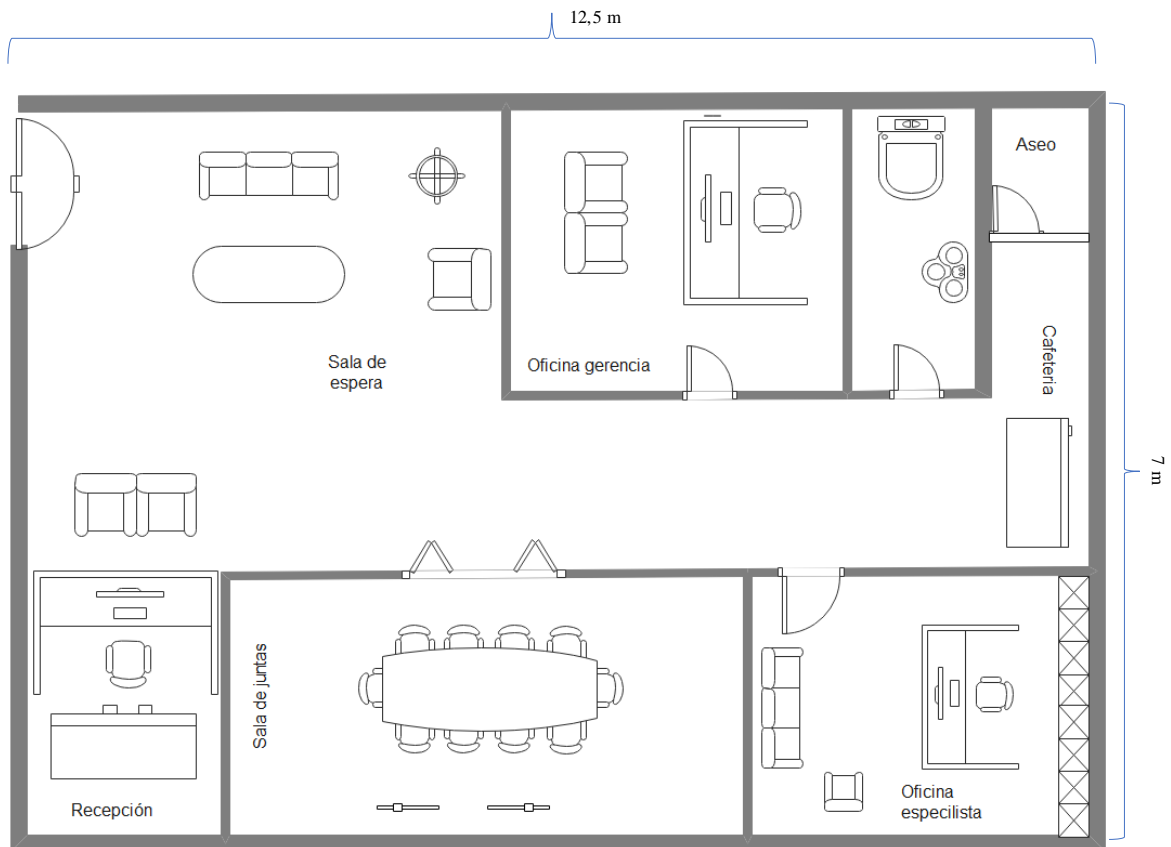 12,5 m
Aseo
Sala de
espera
Oficina gerencia
Cafeteria
7 m
Sala de juntas
Oficina
especilista
Recepción